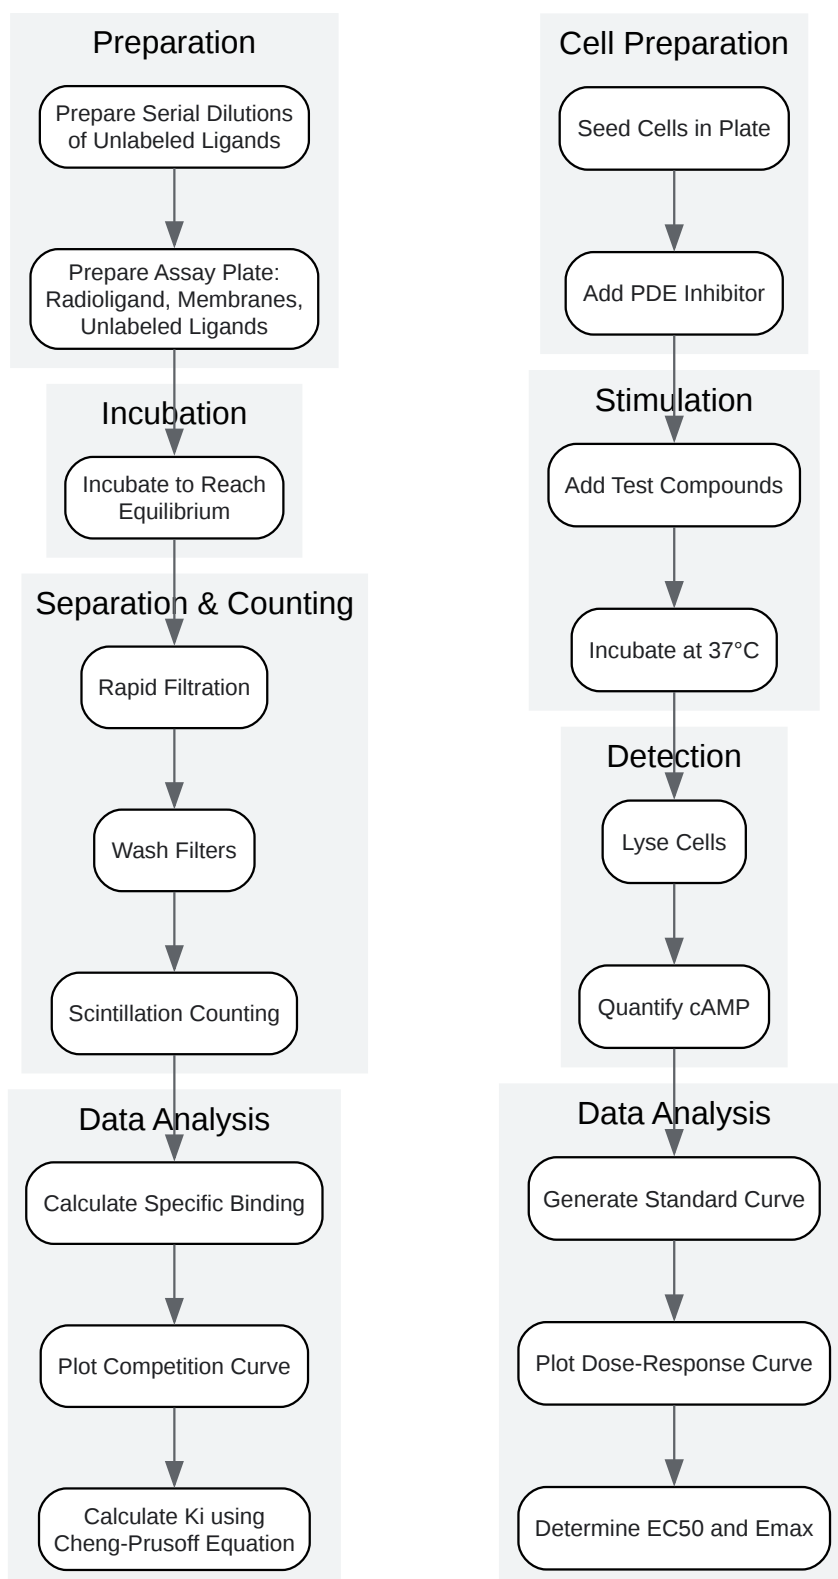 Preparation
Prepare Serial Dilutions
of Unlabeled Ligands
Prepare Assay Plate:
Radioligand, Membranes,
Unlabeled Ligands
Incubation
Incubate to Reach
Equilibrium
Separation & Counting
Rapid Filtration
Wash Filters
Scintillation Counting
Data Analysis
Calculate Specific Binding
Plot Competition Curve
Calculate Ki using
Cheng-Prusoff Equation
Cell Preparation
Seed Cells in Plate
Add PDE Inhibitor
Stimulation
Add Test Compounds
Incubate at 37°C
Detection
Lyse Cells
Quantify cAMP
Data Analysis
Generate Standard Curve
Plot Dose-Response Curve
Determine EC50 and Emax